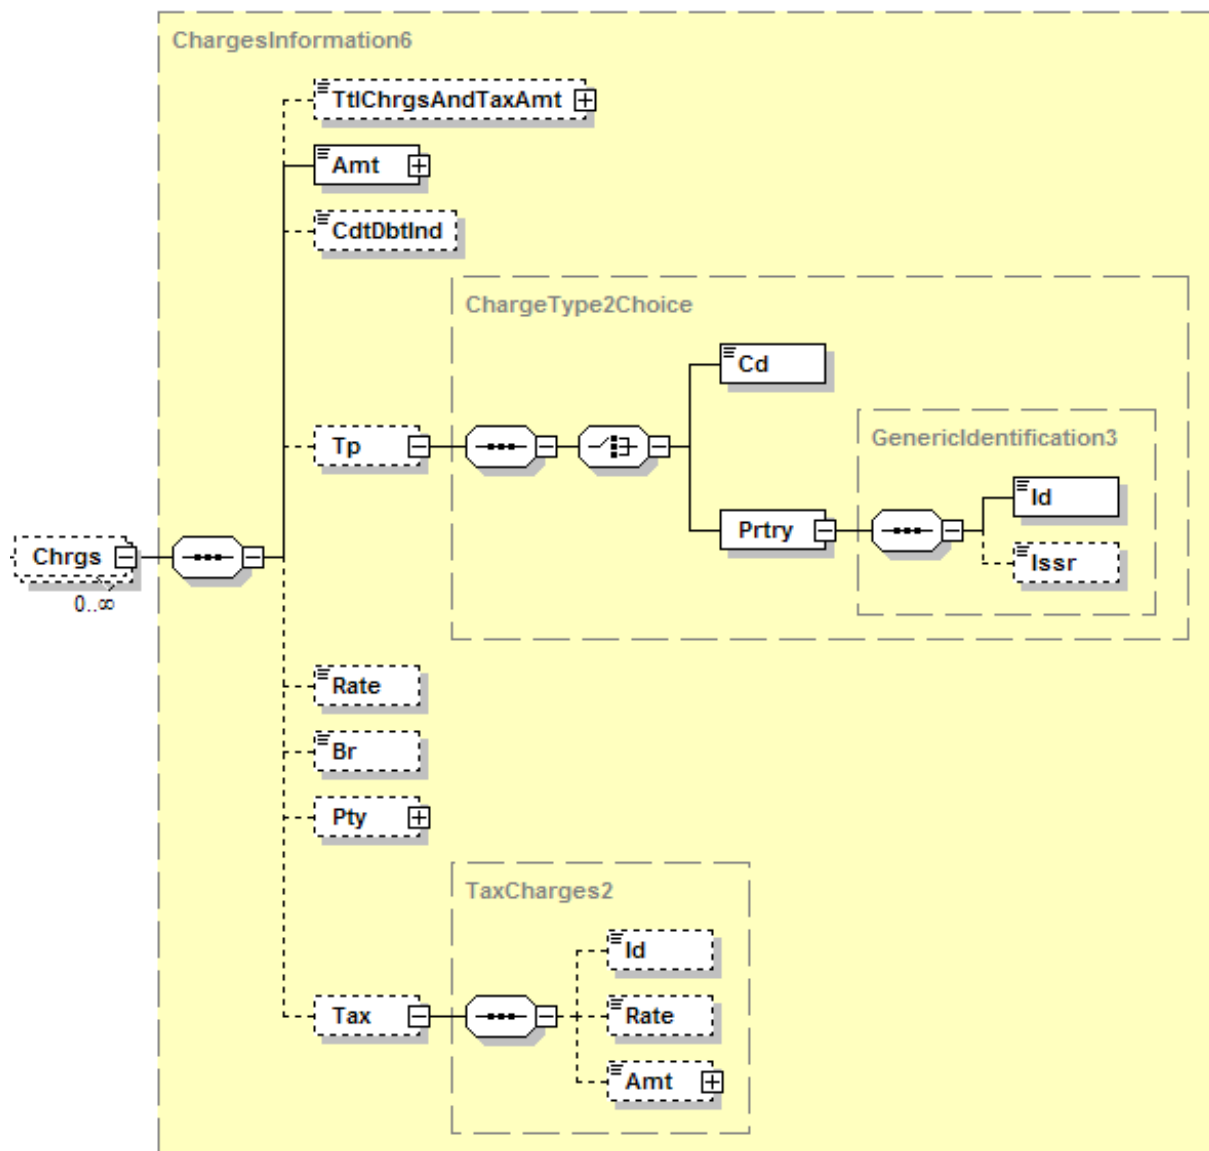 ChargesInformation6
TtlChrgsAndTaxAmt
Amt
CdtDbtInd
ChargeType2Choice
Cd
Tp
GenericIdentification3
Id
Prtry
Issr
Chrgs
0..∞
Rate
Br
Pty
TaxCharges2
Id
Tax
Rate
Amt